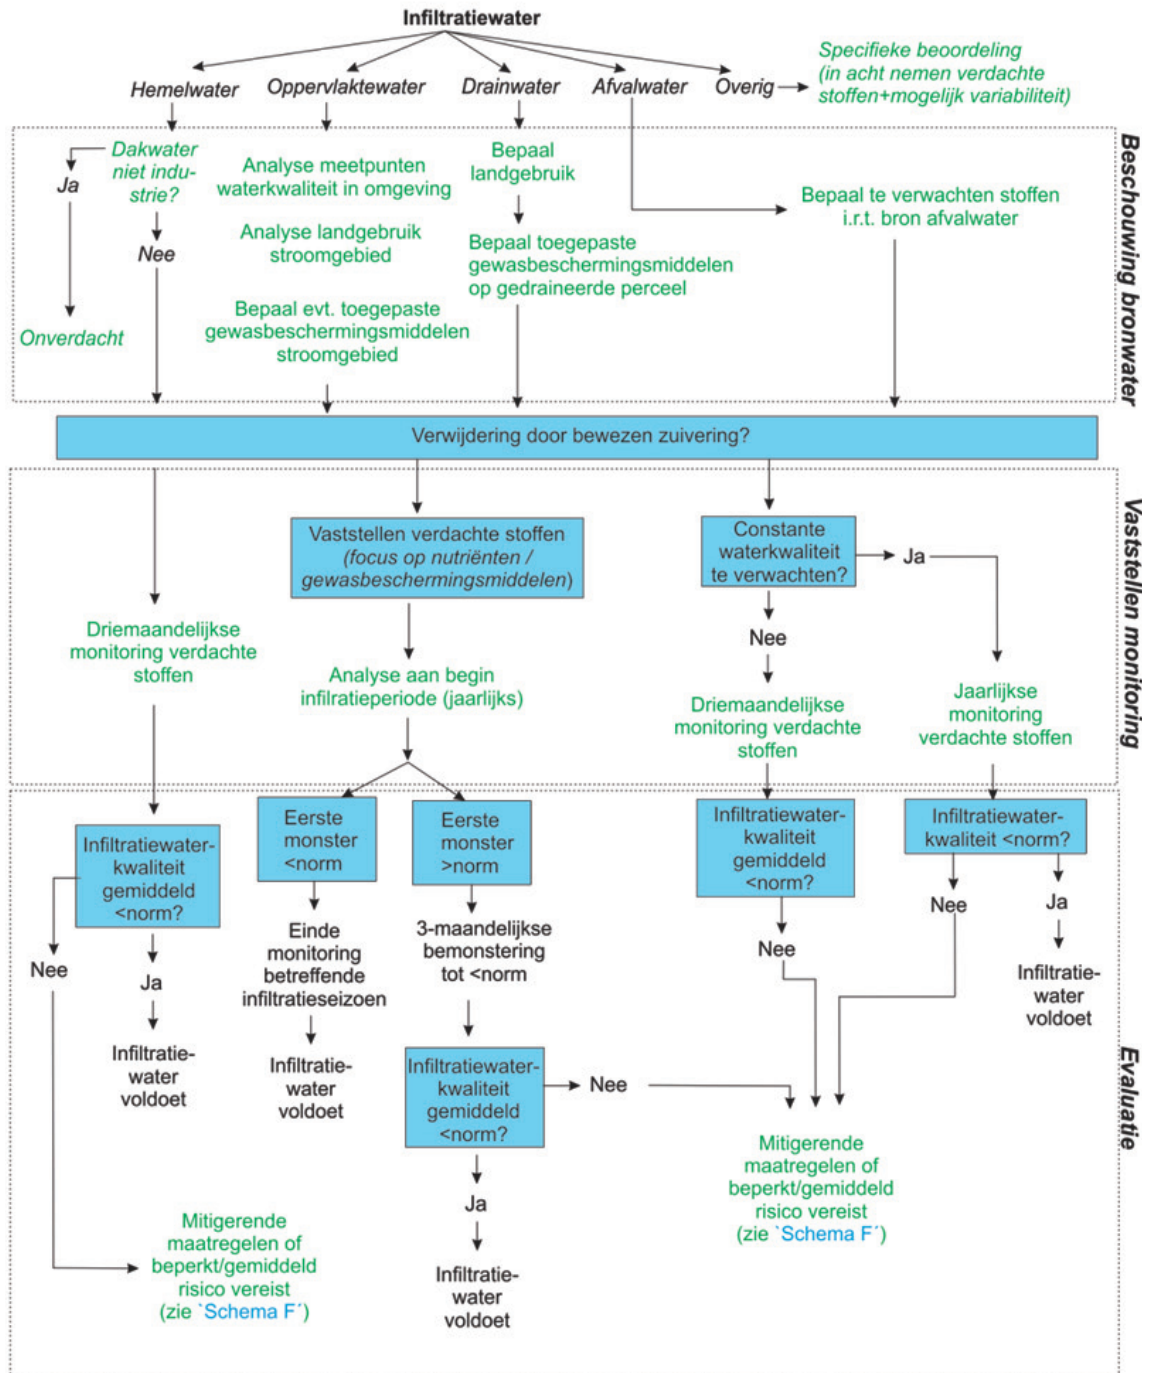 Infiltratiewater
Hemelwater
Oppervlaktewater
Drainwater
Afvalwater
Overig
Specifieke beoordeling
(in acht nemen verdachte
stoffen+mogelijk variabiliteit)
Beschouwing bronwater
Dakwater
niet indu-
strie?
Ja
Nee
Onverdacht
Analyse meetpunten
waterkwaliteit in omgeving
Analyse landgebruik
stroomgebied
Bepaal evt. toegepaste
gewasbeschermingsmiddelen
stroomgebied
Bepaal
landgebruik
Bepaal toegepaste
gewasbeschermingsmiddelen
op gedraineerde perceel
Bepaal te verwachten stoffen
i.r.t. bron afvalwater
Verwijdering door bewezen zuivering?
Vaststellen monitoring
Driemaandelijkse
monitoring verdachte
stoffen
Vaststellen verdachte stoffen
(focus op nutriënten /
gewasbeschermingsmiddelen)
Analyse aan begin
infilratieperiode (jaarlijks)
Constante
waterkwaliteit
te verwachten?
Ja
Nee
Driemaandelijkse
monitoring verdachte
stoffen
Jaarlijkse
monitoring
verdachte stoffen
Evaluatie
Infiltratiewater-
kwaliteit
gemiddeld
<norm?
Nee
Ja
Infiltratie-
water
voldoet
Mitigerende
maatregelen of
beperkt/gemiddeld
risico vereist
(zie `Schema F´)
Eerste
monster
<norm
Einde
monitoring
betreffende
infiltratieseizoen
Infiltratie-
water
voldoet
Eerste
monster
>norm
3-maandelijkse
bemonstering
tot <norm
Infiltratiewater-
kwaliteit
gemiddeld
<norm?
Nee
Ja
Infiltratie-
water
voldoet
Infiltratiewater-
kwaliteit
gemiddeld
<norm?
Nee
Infiltratiewater-
kwaliteit <norm?
Nee
Ja
Infiltratie-
water
voldoet
Mitigerende
maatregelen of
beperkt/gemiddeld
risico vereist
(zie `Schema F´)